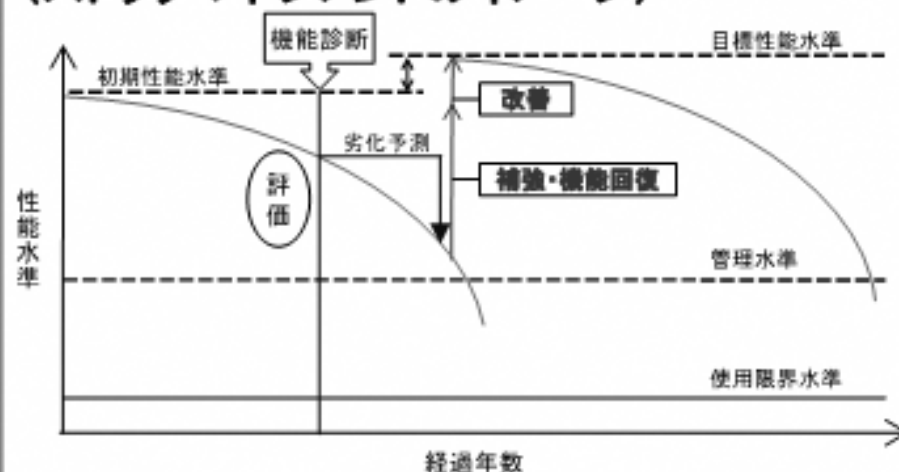 機能診断
目標性能水準
初期性能水準
改善
劣化予測
補強・機能回復
評価
性能水準
管理水準
使用限界水準
経過年数